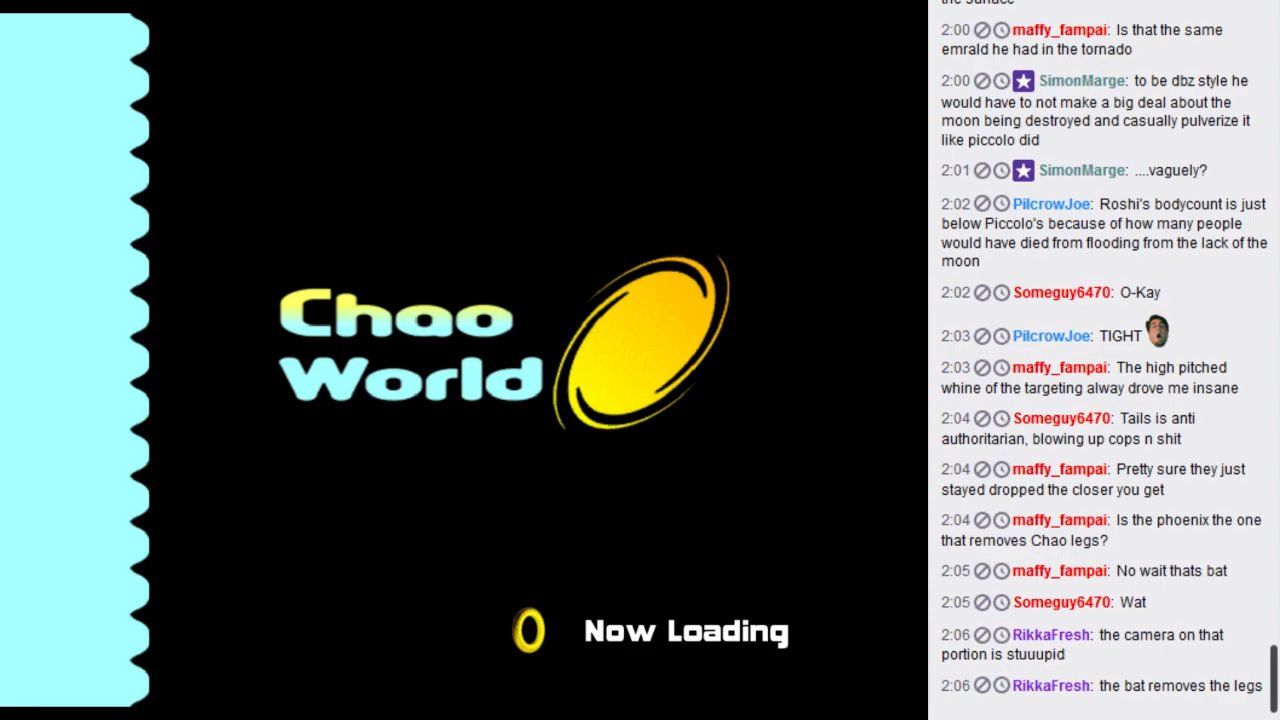 Chao
World
Now Loading
2:00 maffy_fampai: Is that the same
emrald he had in the tornado
2:00 SimonMarge: to be dbz style he
would have to not make a big deal about the
moon being destroyed and casually pulverize it
like piccolo did
2:01 SimonMarge: ....vaguely?
2:02 PilcrowJoe: Roshi's bodycount is just
below Piccolo's because of how many people
would have died from flooding from the lack of the
moon
2:02 Someguy6470: O-Kay
2:03 PilcrowJoe: TIGHT
2:03 maffy_fampai: The high pitched
whine of the targeting alway drove me insane
2:04 Someguy6470: Tails is anti
authoritarian, blowing up cops n shit
2:04 maffy_fampai: Pretty sure they just
stayed dropped the closer you get
2:04 maffy_fampai: Is the phoenix the one
that removes Chao legs?
2:05 maffy_fampai: No wait thats bat
2:05 Someguy6470: Wat
2:06 RikkaFresh: the camera on that
portion is stuuupid
2:06 RikkaFresh: the bat removes the legs